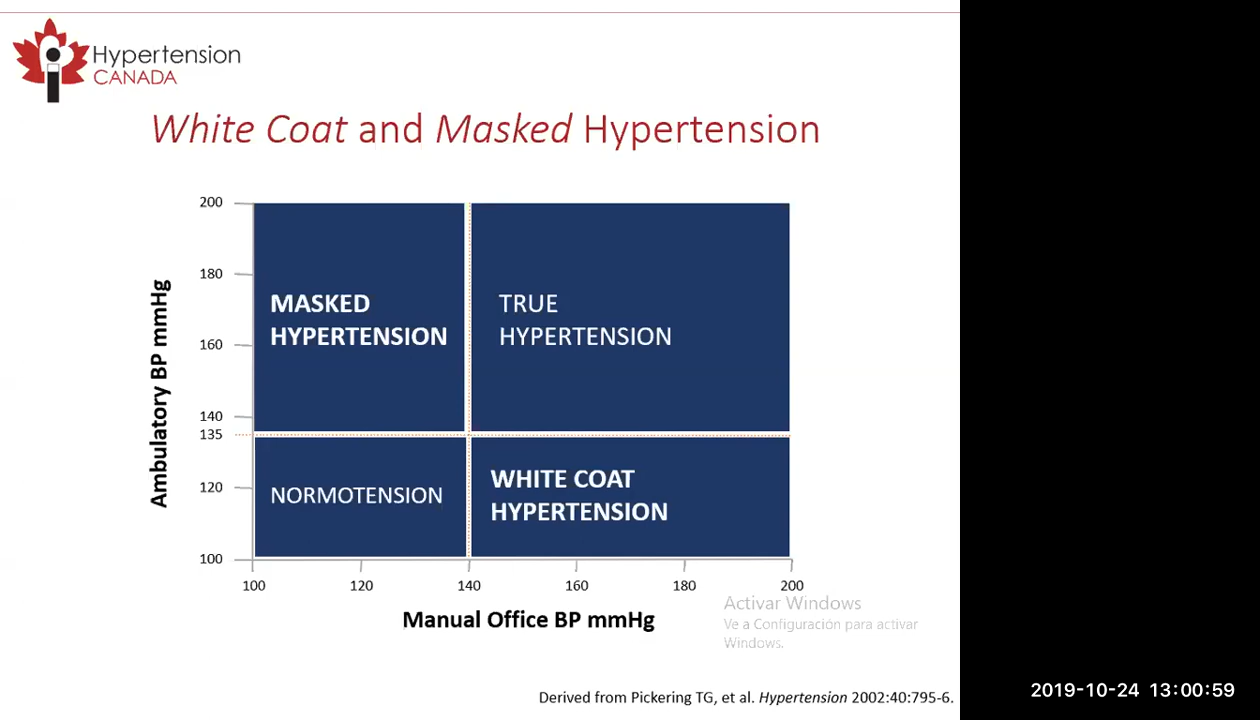 Hypertension
CANADA
White Coat and Masked Hypertension
200
180
160
140
135
120
100
Ambulatory BP mmHg
MASKED
HYPERTENSION
TRUE
HYPERTENSION
NORMOTENSION
WHITE COAT
HYPERTENSION
100 120 140 160 180 200
Manual Office BP mmHg
Activar Windows
Ve a Configuración para activar
Windows.
Derived from Pickering TG, et al. Hypertension 2002:40:795-6.
2019-10-24 13:00:59